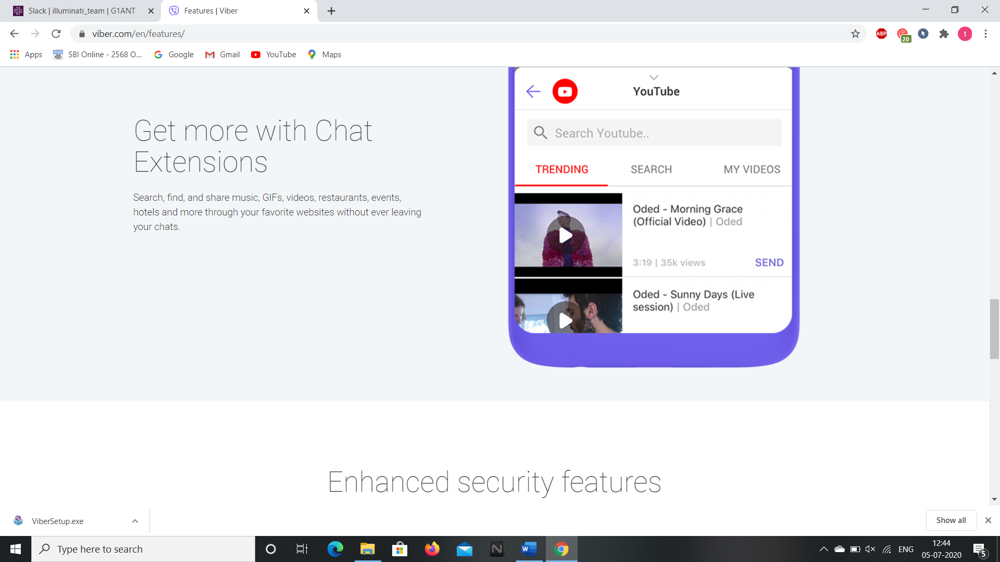 Slack | illuminati_team | G1ANT
Features | Viber
viber.com/en/features/
ABP
20
t
Apps
SBI Online - 2568 O...
Google
Gmail
YouTube
Maps
YouTube
Search Youtube..
TRENDING
SEARCH
MY VIDEOS
Get more with Chat
Extensions
Search, find, and share music, GIFs, videos, restaurants, events,
hotels and more through your favorite websites without ever leaving
your chats.
Oded - Morning Grace
(Official Video) | Oded
3:19 | 35k views
SEND
Oded - Sunny Days (Live
session) | Oded
Enhanced security features
ViberSetup.exe
Show all
Type here to search
ENG
12:44
05-07-2020
5